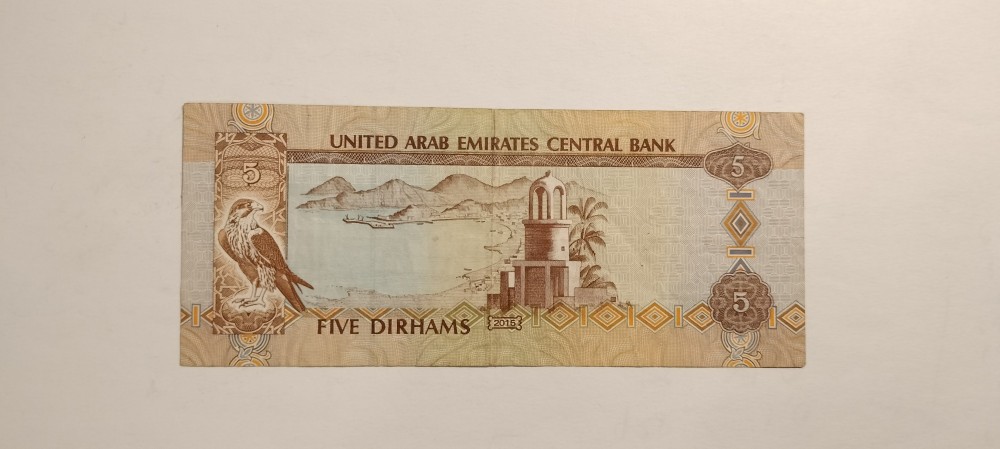 UNITED ARAB EMIRATES CENTRAL BANK
5
5
5
FIVE DIRHAMS
2015